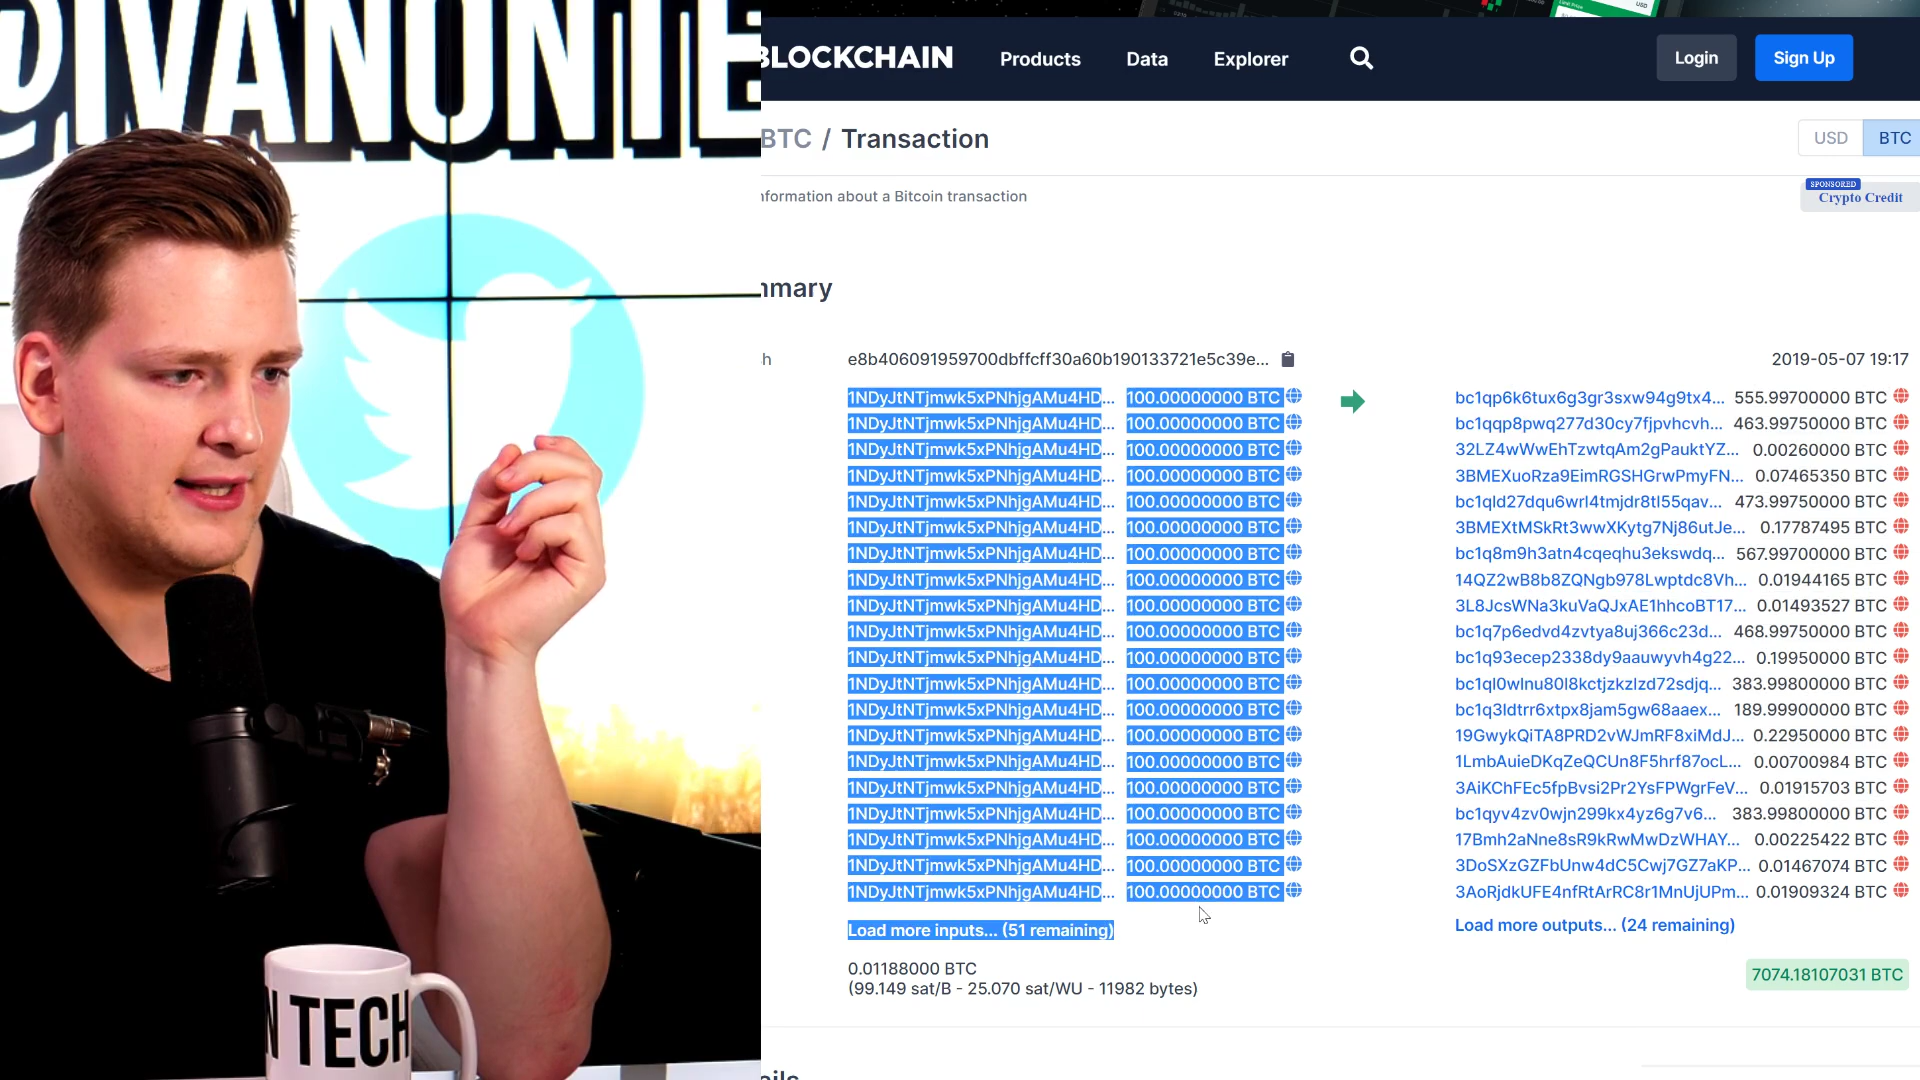 @IVANONTE
N TECH
USD
BLOCKCHAIN Products Data Explorer Login Sign Up
BTC / Transaction USD BTC
nformation about a Bitcoin transaction
SPONSORED
Crypto Credit
mmary
h e8b406091959700dbffcff30a60b190133721e5c39e... 2019-05-07 19:17
1NDyJtNTjmwk5xPNhjgAMu4HD... 100.00000000 BTC bc1qp6k6tux6g3gr3sxw94g9tx4... 555.99700000 BTC
1NDyJtNTjmwk5xPNhjgAMu4HD... 100.00000000 BTC bc1qqp8pwq277d30cy7fjpvhcvh... 463.99750000 BTC
1NDyJtNTjmwk5xPNhjgAMu4HD... 100.00000000 BTC 32LZ4wWwEhTzwtqAm2gPauktYZ... 0.00260000 BTC
1NDyJtNTjmwk5xPNhjgAMu4HD... 100.00000000 BTC 3BMEXuoRza9EimRGSHGrwPmyFN... 0.07465350 BTC
1NDyJtNTjmwk5xPNhjgAMu4HD... 100.00000000 BTC bc1qld27dqu6wrl4tmjdr8tl55qav... 473.99750000 BTC
1NDyJtNTjmwk5xPNhjgAMu4HD... 100.00000000 BTC 3BMEXtMSkRt3wwXKytg7Nj86utJe... 0.17787495 BTC
1NDyJtNTjmwk5xPNhjgAMu4HD... 100.00000000 BTC bc1q8m9h3atn4cqeqhu3ekswdq... 567.99700000 BTC
1NDyJtNTjmwk5xPNhjgAMu4HD... 100.00000000 BTC 14QZ2wB8b8ZQNgb978Lwptdc8Vh... 0.01944165 BTC
1NDyJtNTjmwk5xPNhjgAMu4HD... 100.00000000 BTC 3L8JcsWNa3kuVaQJxAE1hhcoBT17... 0.01493527 BTC
1NDyJtNTjmwk5xPNhjgAMu4HD... 100.00000000 BTC bc1q7p6edvd4zvtya8uj366c23d... 468.99750000 BTC
1NDyJtNTjmwk5xPNhjgAMu4HD... 100.00000000 BTC bc1q93ecep2338dy9aauwyvh4g22... 0.19950000 BTC
1NDyJtNTjmwk5xPNhjgAMu4HD... 100.00000000 BTC bc1ql0wlnu80l8kctjzkzlzd72sdjq... 383.99800000 BTC
1NDyJtNTjmwk5xPNhjgAMu4HD... 100.00000000 BTC bc1q3ldtrr6xtpx8jam5gw68aaex... 189.99900000 BTC
1NDyJtNTjmwk5xPNhjgAMu4HD... 100.00000000 BTC 19GwykQiTA8PRD2vWJmRF8xiMdJ... 0.22950000 BTC
1NDyJtNTjmwk5xPNhjgAMu4HD... 100.00000000 BTC 1LmbAuieDKqZeQCUn8F5hrf87ocL... 0.00700984 BTC
1NDyJtNTjmwk5xPNhjgAMu4HD... 100.00000000 BTC 3AiKChFEc5fpBvsi2Pr2YsFPWgrFeV... 0.01915703 BTC
1NDyJtNTjmwk5xPNhjgAMu4HD... 100.00000000 BTC bc1qyv4zv0wjn299kx4yz6g7v6... 383.99800000 BTC
1NDyJtNTjmwk5xPNhjgAMu4HD... 100.00000000 BTC 17Bmh2aNne8sR9kRwMwDzWHAY... 0.00225422 BTC
1NDyJtNTjmwk5xPNhjgAMu4HD... 100.00000000 BTC 3DoSXzGZFbUnw4dC5Cwj7GZ7aKP... 0.01467074 BTC
1NDyJtNTjmwk5xPNhjgAMu4HD... 100.00000000 BTC 3AoRjdkUFE4nfRtArRC8r1MnUjUPm... 0.01909324 BTC
Load more inputs... (51 remaining) Load more outputs... (24 remaining)
0.01188000 BTC 7074.18107031 BTC
(99.149 sat/B - 25.070 sat/WU - 11982 bytes)